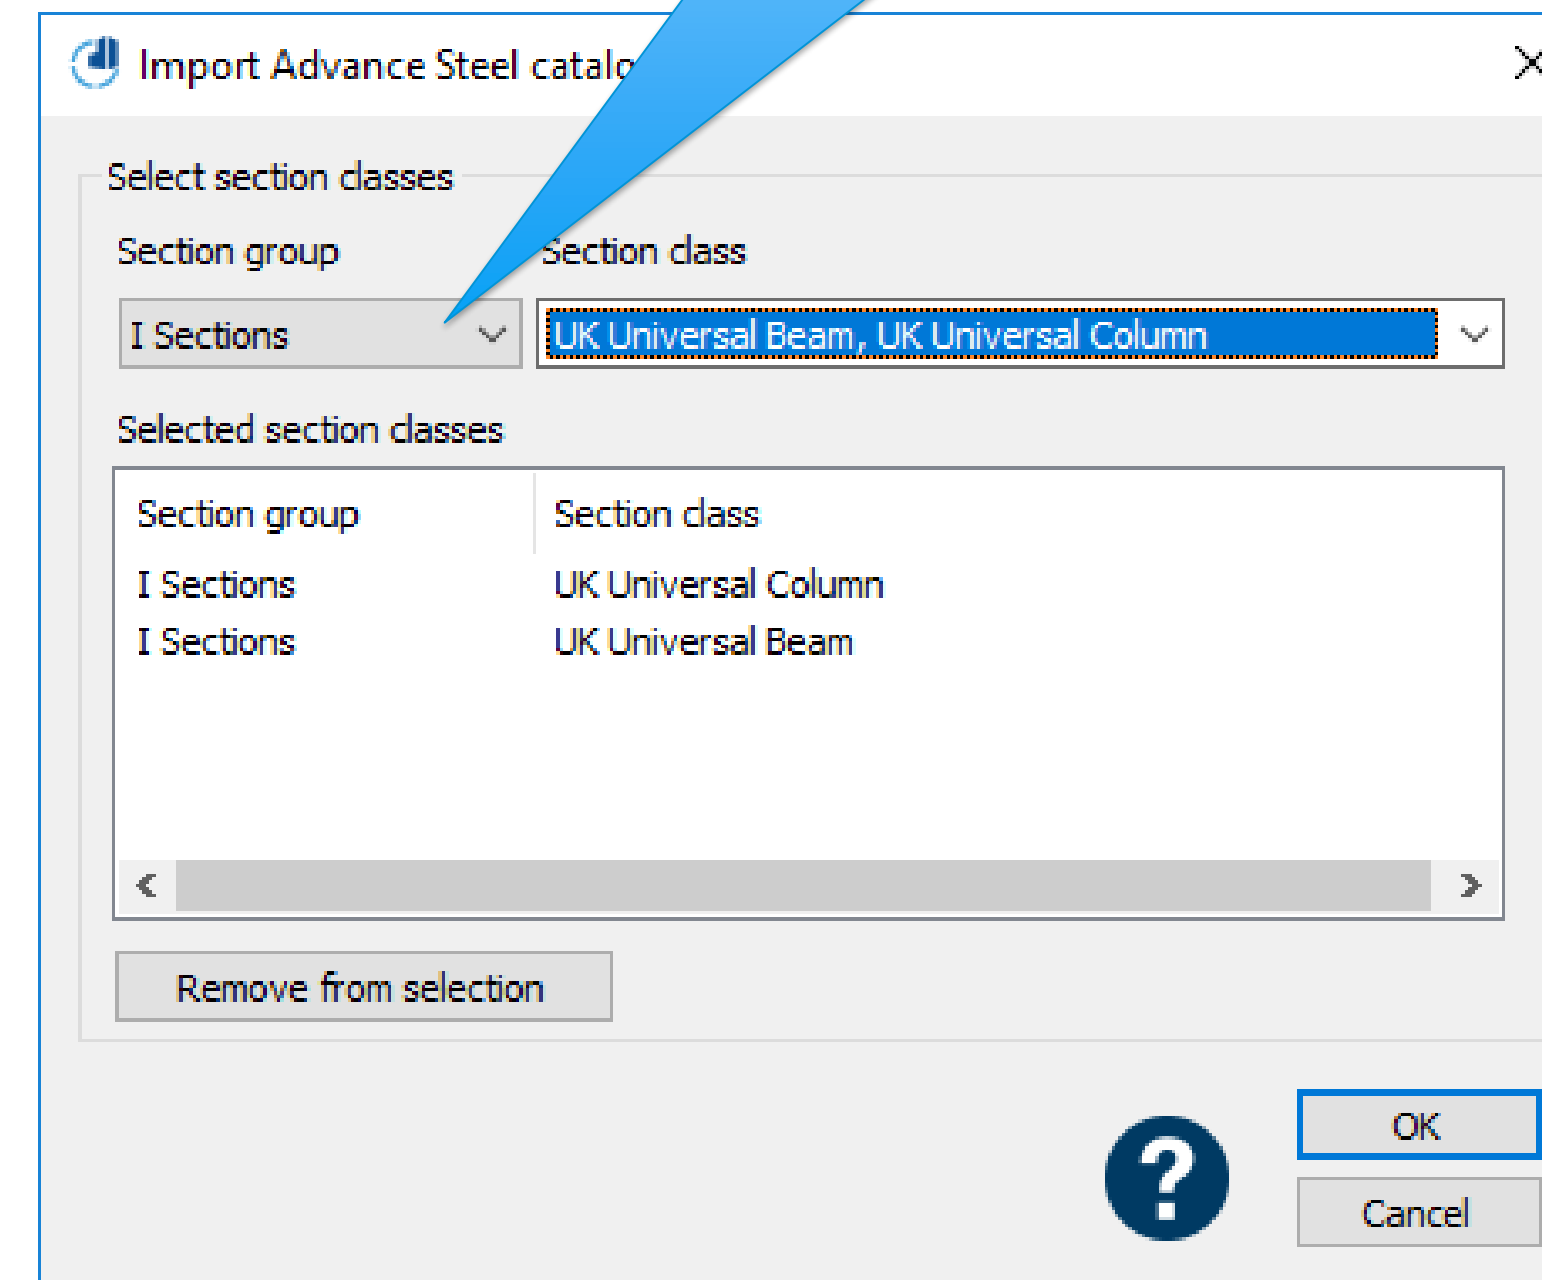 Import Advance Steel
Select section classes
Section group Section class
I Sections UK Universal Beam, UK Universal Column
Selected section classes
Section group Section class
I Sections UK Universal Column
I Sections UK Universal Beam
Remove from selection
?
OK
Cancel